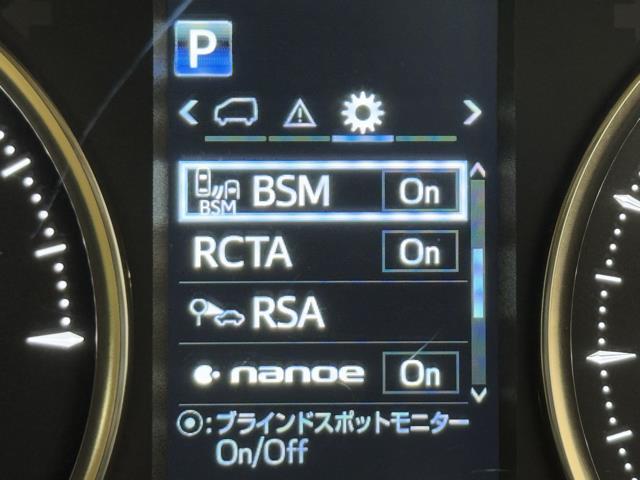 P
BSM BSM On
RCTA On
RSA
nanoe On
⦿:ブラインドスポットモニター
On/Off